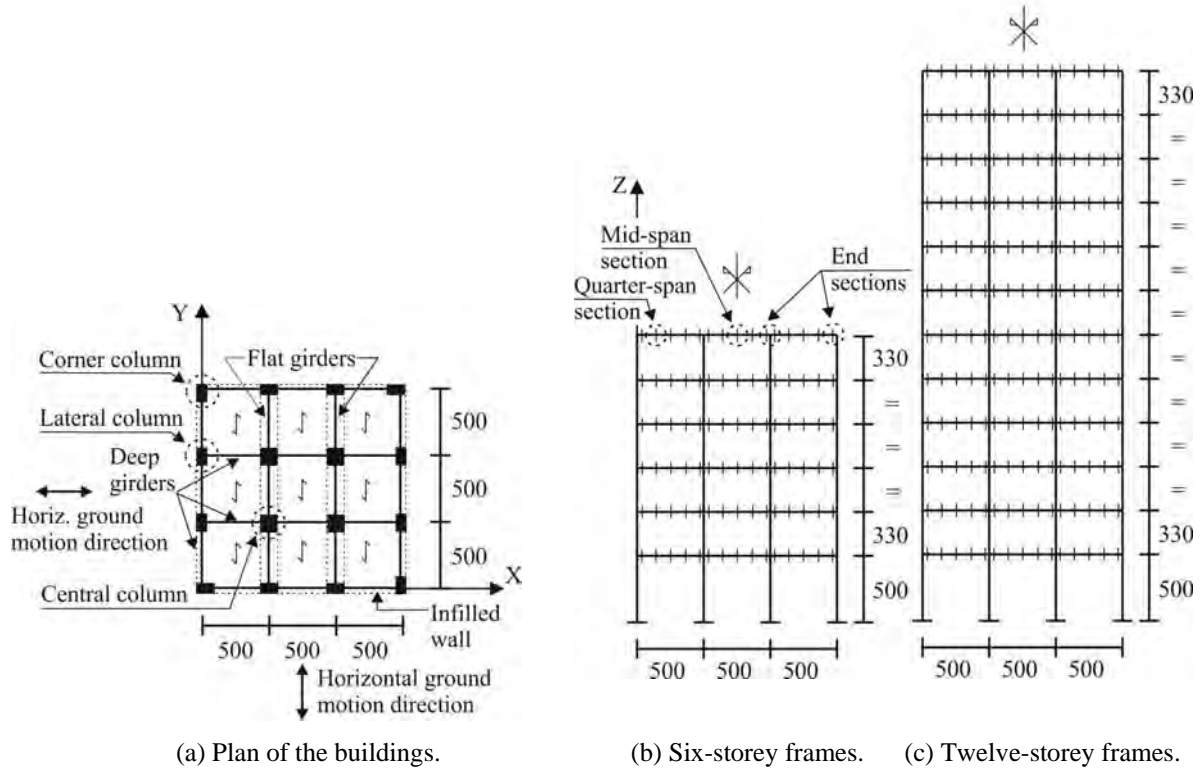 Y
Corner column
Flat girders
Lateral column
Deep
girders
Horiz. ground
motion direction
Central column
X
Infilled
wall
500
500
500
500
500
500
Horizontal ground
motion direction
(a) Plan of the buildings.
Z
Mid-span
section
Quarter-span
section
End
sections
330
=
=
=
330
500
500
500
500
(b) Six-storey frames.
330
=
=
=
=
=
=
=
=
=
330
500
500
500
500
(c) Twelve-storey frames.